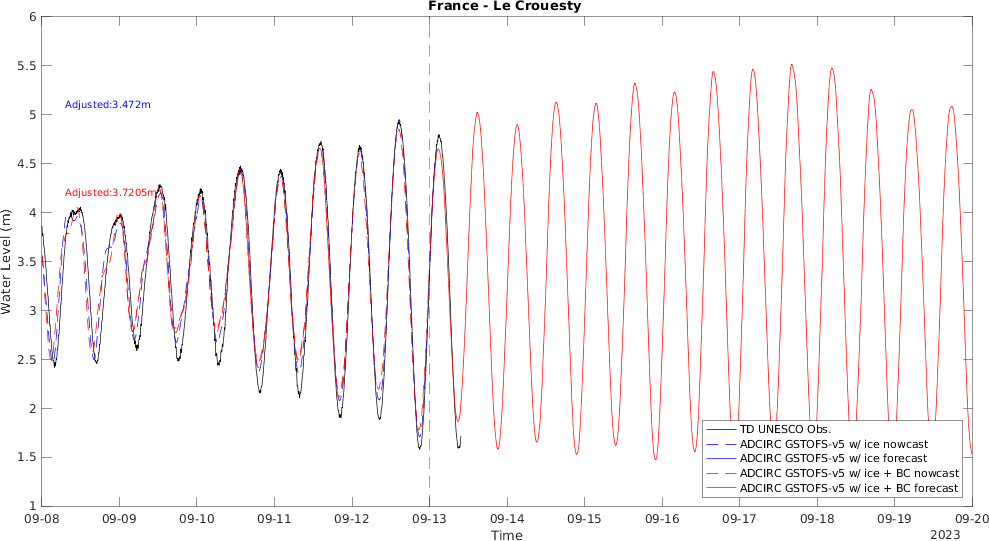 France - Le Crouesty
6
5.5
5
4.5
4
3.5
3
2.5
2
1.5
1
Water Level (m)
Adjusted:3.472m
Adjusted:3.7205m
TD UNESCO Obs.
ADCIRC GSTOFS-v5 w/ ice nowcast
ADCIRC GSTOFS-v5 w/ ice forecast
ADCIRC GSTOFS-v5 w/ ice + BC nowcast
ADCIRC GSTOFS-v5 w/ ice + BC forecast
09-08 09-09 09-10 09-11 09-12 09-13 09-14 09-15 09-16 09-17 09-18 09-19 09-20
Time
2023